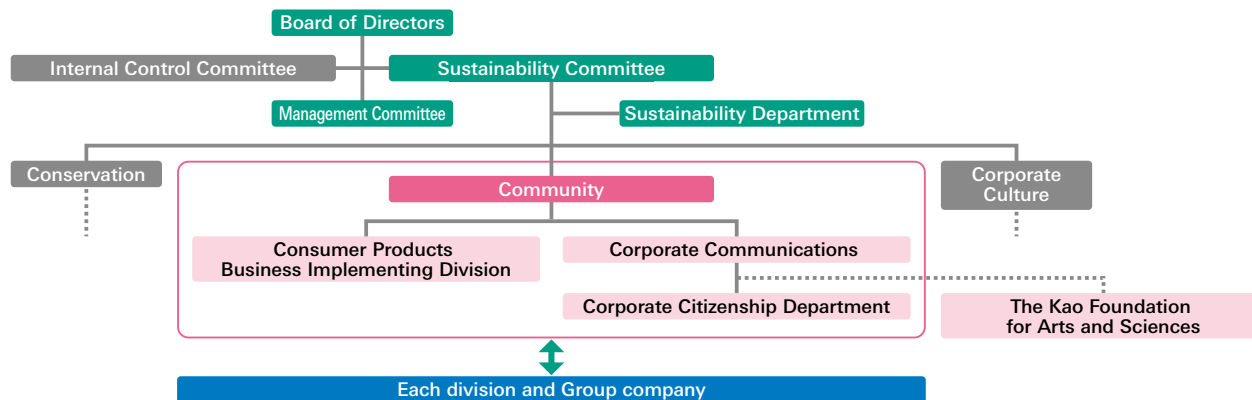 Board of Directors
Internal Control Committee
Sustainability Committee
Management Committee
Sustainability Department
Conservation
Community
Corporate
Culture
Consumer Products
Business Implementing Division
Corporate Communications
Corporate Citizenship Department
The Kao Foundation
for Arts and Sciences
Each division and Group company